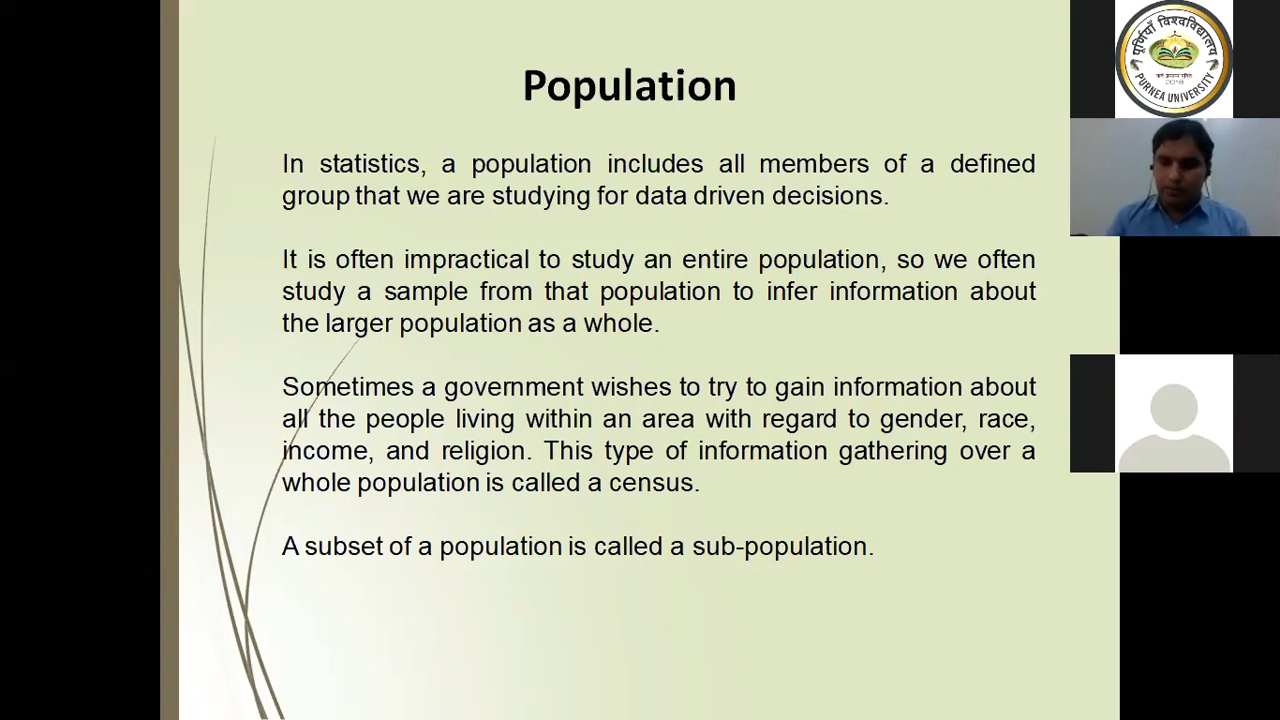 Population
In statistics, a population includes all members of a defined
group that we are studying for data driven decisions.
It is often impractical to study an entire population, so we often
study a sample from that population to infer information about
the larger population as a whole.
Sometimes a government wishes to try to gain information about
all the people living within an area with regard to gender, race,
income, and religion. This type of information gathering over a
whole population is called a census.
A subset of a population is called a sub-population.
पूर्णियाँ विश्वविद्यालय
PURNEA UNIVERSITY